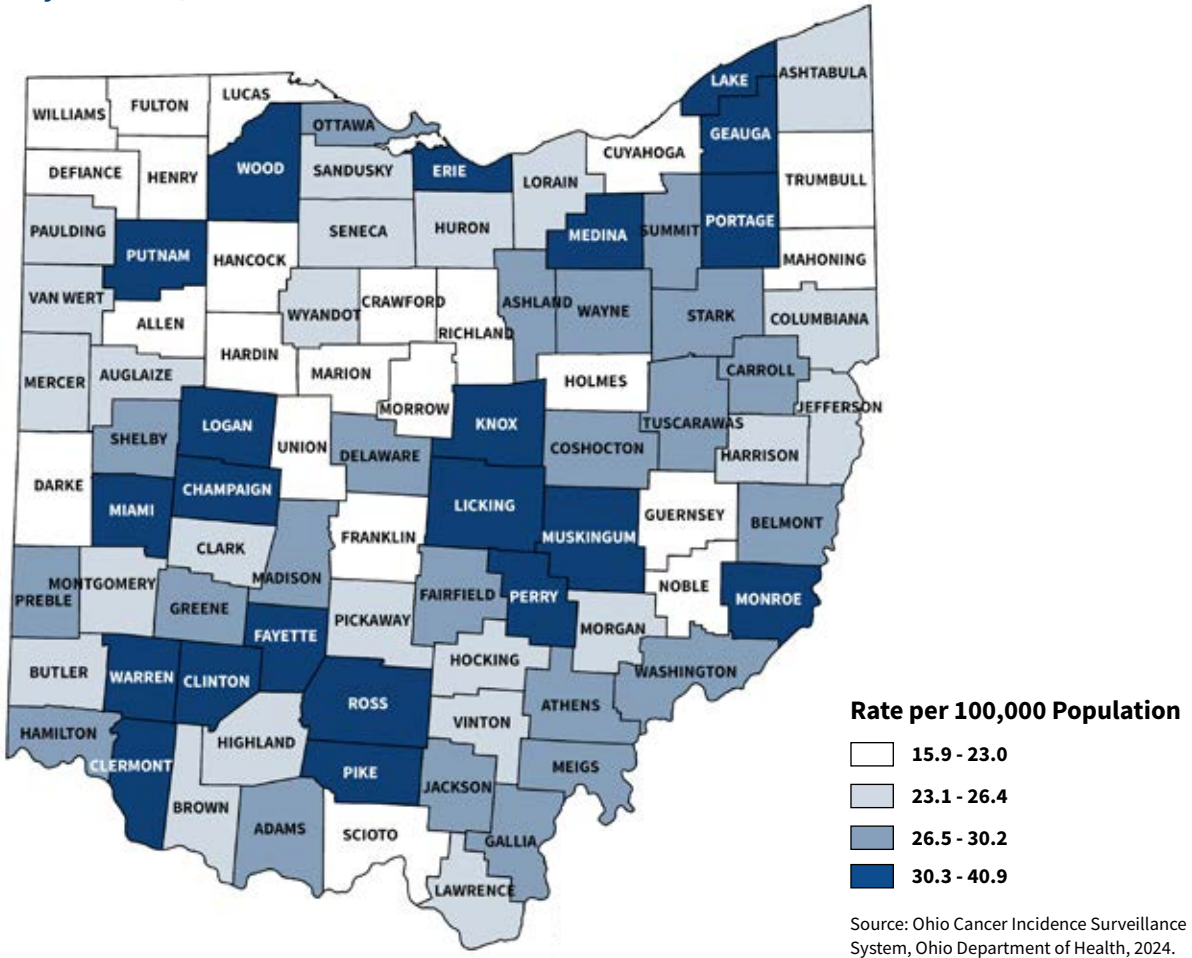 LAKE
ASHTABULA
WILLIAMS
FULTON
LUCAS
OTTAWA
GEAUGA
CUYAHOGA
DEFIANCE
HENRY
WOOD
SANDUSKY
ERIE
LORAIN
TRUMBULL
PAULDING
PUTNAM
HANCOCK
SENECA
HURON
MEDINA
SUMMIT
PORTAGE
MAHONING
VAN WERT
ALLEN
WYANDOT
CRAWFORD
RICHLAND
ASHLAND
WAYNE
STARK
COLUMBIANA
MERCER
AUGLAIZE
HARDIN
MARION
MORROW
HOLMES
CARROLL
JEFFERSON
SHELBY
LOGAN
UNION
DELAWARE
KNOX
COSHOCTON
TUSCARAWAS
HARRISON
DARKE
MIAMI
CHAMPAIGN
LICKING
MUSKINGUM
GUERNSEY
BELMONT
CLARK
FRANKLIN
PREBLE
MONTGOMERY
GREENE
MADISON
FAIRFIELD
PERRY
NOBLE
MONROE
FAYETTE
PICKAWAY
MORGAN
BUTLER
WARREN
CLINTON
HOCKING
WASHINGTON
ROSS
ATHENS
VINTON
HAMILTON
CLERMONT
HIGHLAND
PIKE
JACKSON
MEIGS
BROWN
ADAMS
SCIOTO
GALLIA
LAWRENCE
Rate per 100,000 Population
15.9 - 23.0
23.1 - 26.4
26.5 - 30.2
30.3 - 40.9
Source: Ohio Cancer Incidence Surveillance
System, Ohio Department of Health, 2024.